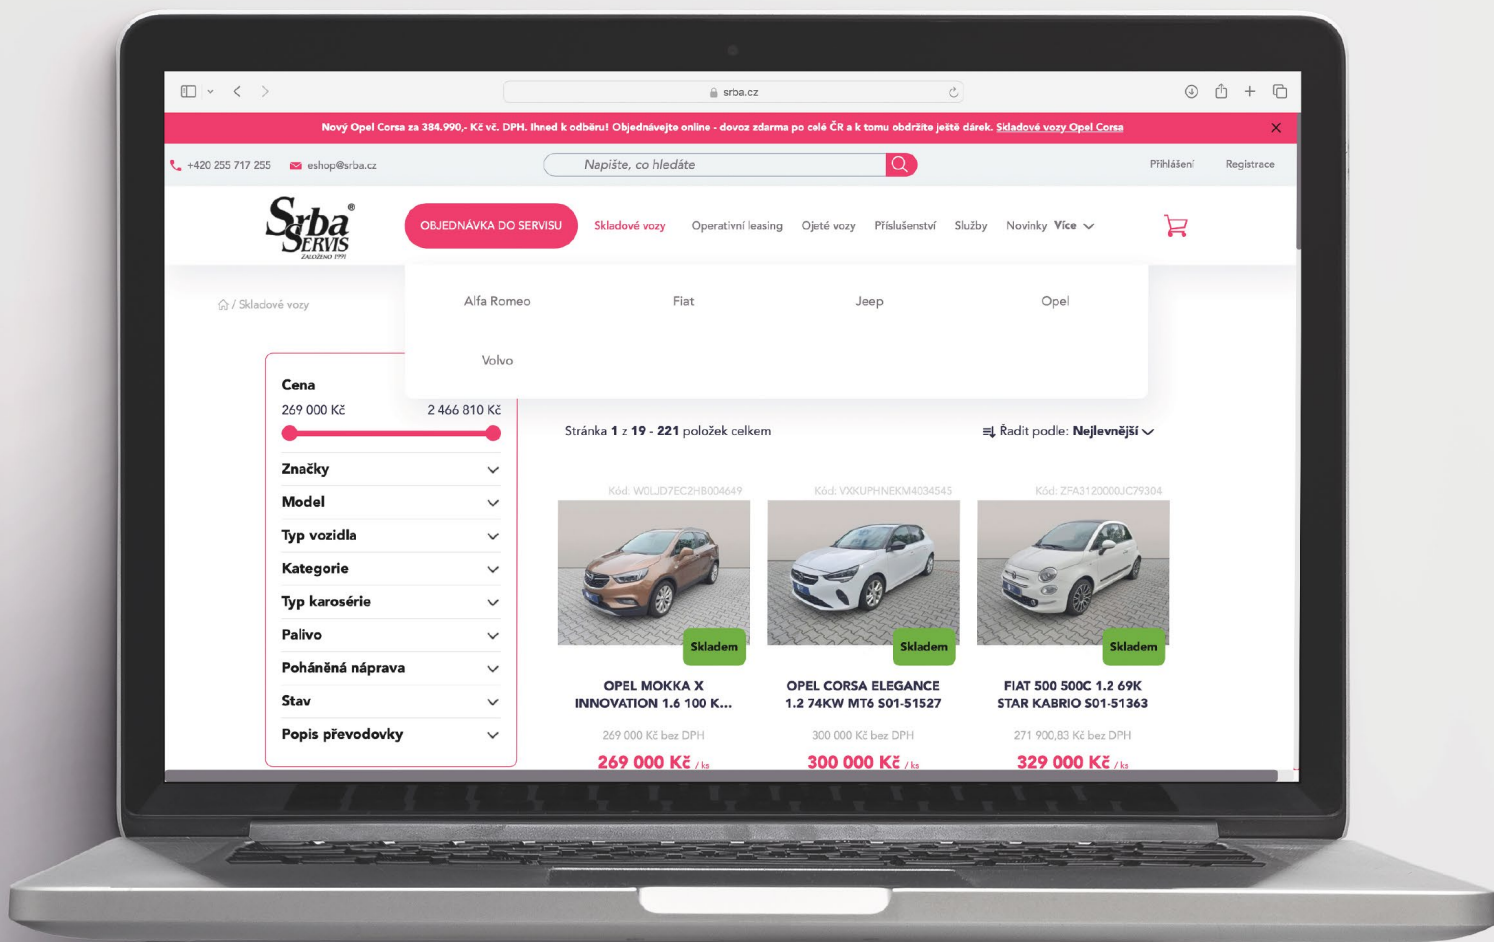 srba.cz
Nový Opel Corsa za 384.990,- Kč vč. DPH. Ihned k odběru! Objednávejte online - dovoz zdarma po celé ČR a k tomu obdržíte ještě dárek. Skladové vozy Opel Corsa
+420 255 717 255 eshop@srba.cz Napište, co hledáte Přihlášení Registrace
Srba®
SERVIS
ZALOŽENO 1991
OBJEDNÁVKA DO SERVISU Skladové vozy Operativní leasing Ojeté vozy Příslušenství Služby Novinky Více
/ Skladové vozy
Alfa Romeo Fiat Jeep Opel
Volvo
Cena
269 000 Kč 2 466 810 Kč
Značky
Model
Typ vozidla
Kategorie
Typ karosérie
Palivo
Poháněná náprava
Stav
Popis převodovky
Stránka 1 z 19 - 221 položek celkem Řadit podle: Nejlevnější
Kód: W0LJD7EC2HB004649
Skladem
OPEL MOKKA X
INNOVATION 1.6 100 K...
269 000 Kč bez DPH
269 000 Kč / ks
Kód: VXKUPHNEKM4034545
Skladem
OPEL CORSA ELEGANCE
1.2 74KW MT6 S01-51527
300 000 Kč bez DPH
300 000 Kč / ks
Kód: ZFA3120000JC79304
Skladem
FIAT 500 500C 1.2 69K
STAR KABRIO S01-51363
271 900,83 Kč bez DPH
329 000 Kč / ks